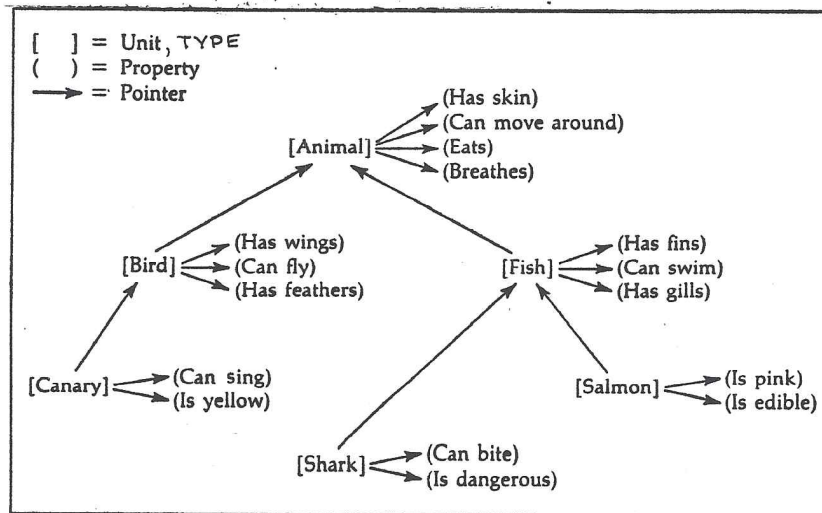 [ ] = Unit, TYPE
( ) = Property
= Pointer
(Has skin)
(Can move around)
[Animal]
(Eats)
(Breathes)
(Has wings)
[Bird]
(Can fly)
(Has feathers)
(Has fins)
[Fish]
(Can swim)
(Has gills)
(Can sing)
[Canary]
(Is yellow)
(Is pink)
[Salmon]
(Is edible)
(Can bite)
[Shark]
(Is dangerous)